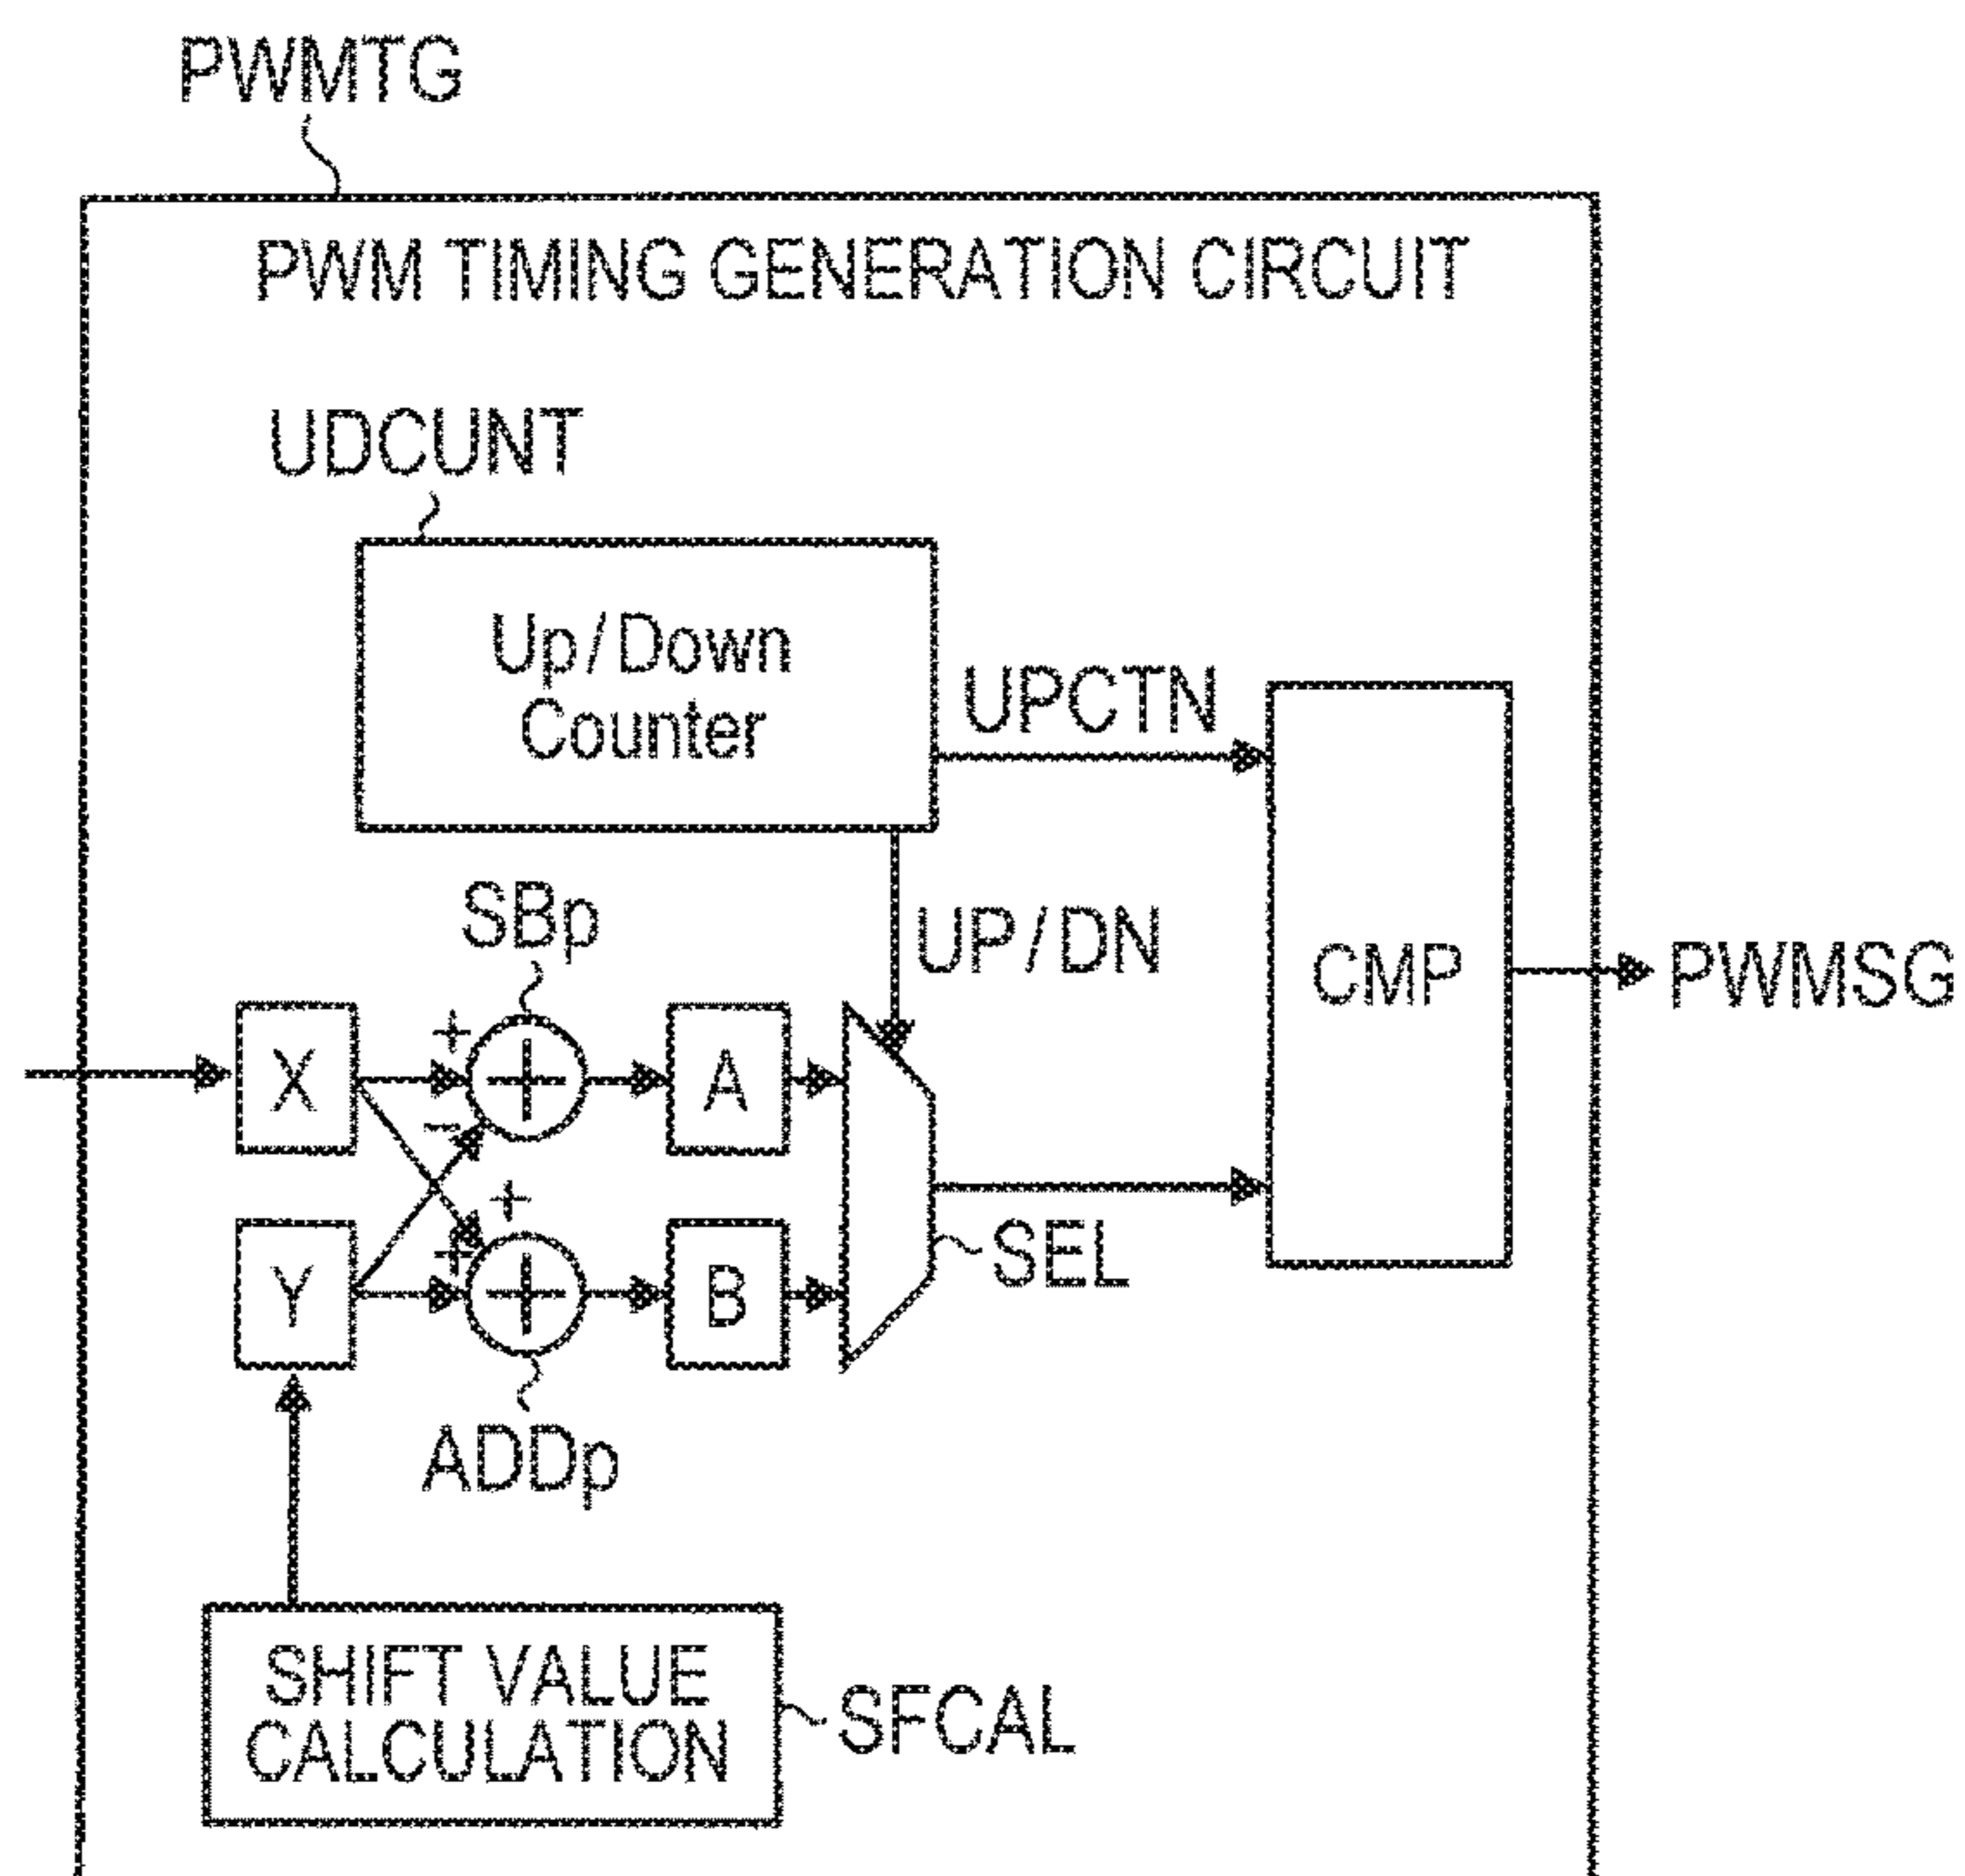 PWMTG
PWM TIMING GENERATION CIRCUIT
UDCUNT
Up/Down
Counter
UPCTN
SBp
UP/DN
CMP
PWMSG
X
+
−
+
A
+
+
Y
+
B
SEL
ADDp
SHIFT VALUE
CALCULATION
SFCAL